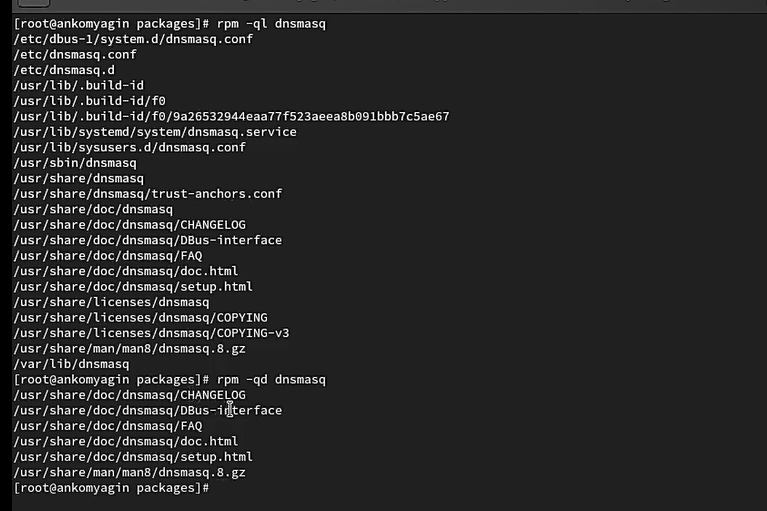 [root@ankomyagin packages]# rpm -ql dnsmasq
/etc/dbus-1/system.d/dnsmasq.conf
/etc/dnsmasq.conf
/etc/dnsmasq.d
/usr/lib/.build-id
/usr/lib/.build-id/f0
/usr/lib/.build-id/f0/9a26532944eaa77f523aeea8b091bbb7c5ae67
/usr/lib/systemd/system/dnsmasq.service
/usr/lib/sysusers.d/dnsmasq.conf
/usr/sbin/dnsmasq
/usr/share/dnsmasq
/usr/share/dnsmasq/trust-anchors.conf
/usr/share/doc/dnsmasq
/usr/share/doc/dnsmasq/CHANGELOG
/usr/share/doc/dnsmasq/DBus-interface
/usr/share/doc/dnsmasq/FAQ
/usr/share/doc/dnsmasq/doc.html
/usr/share/doc/dnsmasq/setup.html
/usr/share/licenses/dnsmasq
/usr/share/licenses/dnsmasq/COPYING
/usr/share/licenses/dnsmasq/COPYING-v3
/usr/share/man/man8/dnsmasq.8.gz
/var/lib/dnsmasq
[root@ankomyagin packages]# rpm -qd dnsmasq
/usr/share/doc/dnsmasq/CHANGELOG
/usr/share/doc/dnsmasq/DBus-interface
/usr/share/doc/dnsmasq/FAQ
/usr/share/doc/dnsmasq/doc.html
/usr/share/doc/dnsmasq/setup.html
/usr/share/man/man8/dnsmasq.8.gz
[root@ankomyagin packages]#